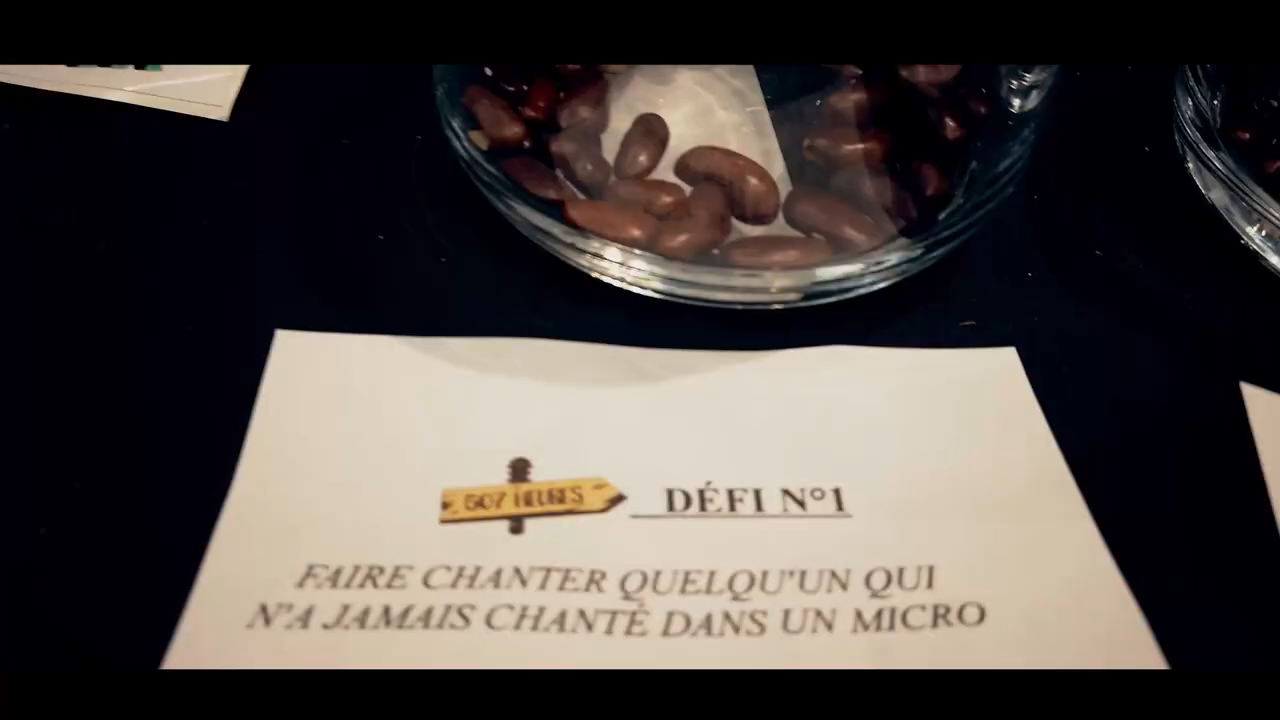 507 HEURES
DÉFI N°1
FAIRE CHANTER QUELQU'UN QUI
N'A JAMAIS CHANTÉ DANS UN MICRO